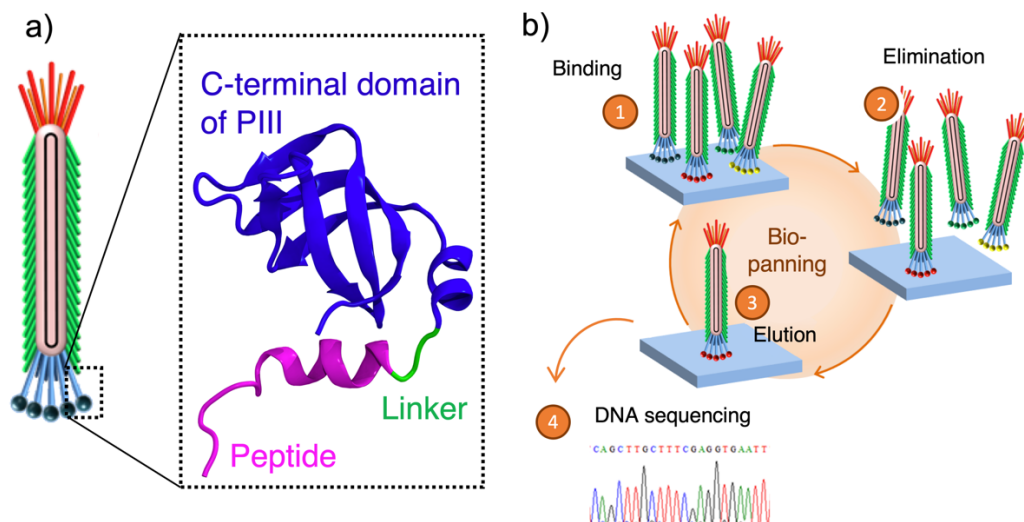 a)
C-terminal domain
of PIII
Linker
Peptide
b)
Binding
1
Elimination
2
Bio-
panning
3
Elution
4
DNA sequencing
CAGCTTGCTTTCGAGGTGAATT